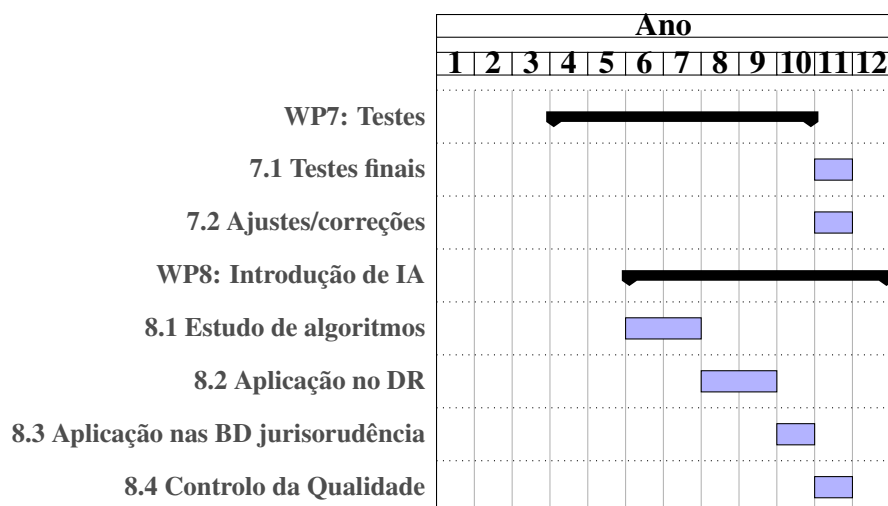 Ano
1 2 3 4 5 6 7 8 9 10 11 12
WP7: Testes
7.1 Testes finais
7.2 Ajustes/correções
WP8: Introdução de IA
8.1 Estudo de algoritmos
8.2 Aplicação no DR
8.3 Aplicação nas BD jurisorudência
8.4 Controlo da Qualidade